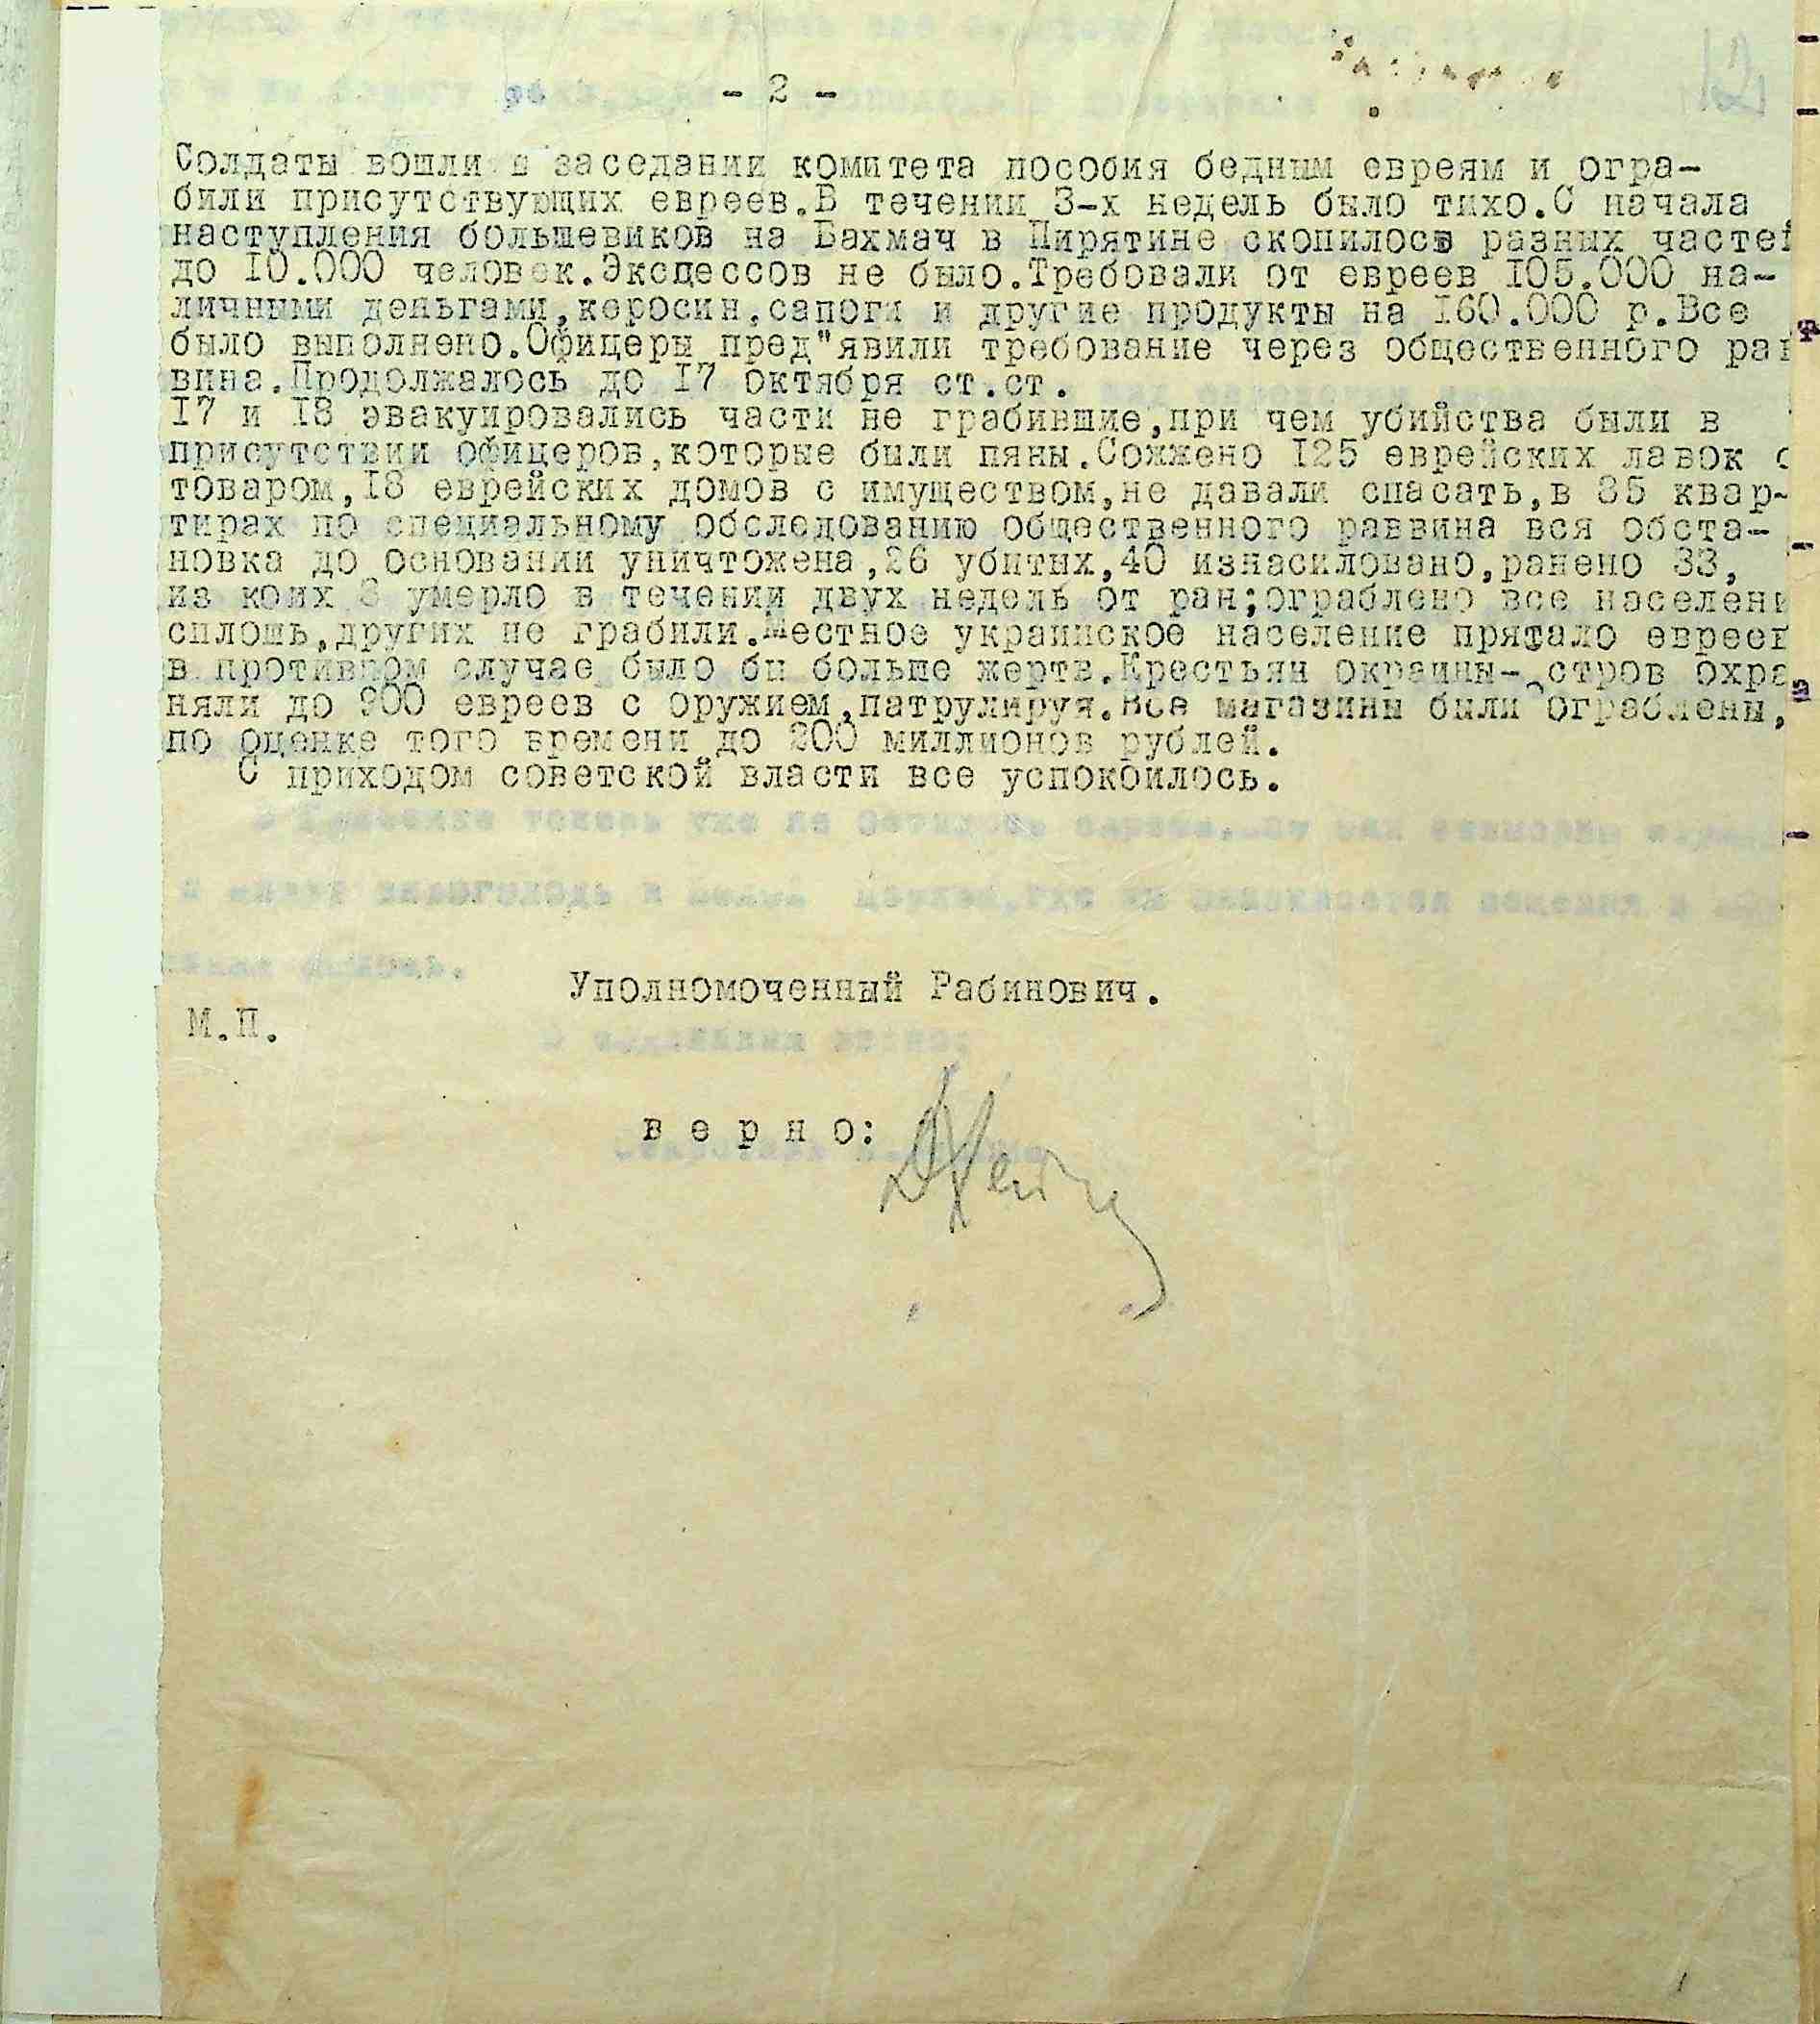 - 2 -
12
Солдаты вошли в заседании комитета пособия бедным евреям и огра-
били присутствующих евреев.В течении 3-х недель было тихо.С начала
наступления большевиков на Бахмач в Пирятине скопилось разных частей
до 10.000 человек.Эксцессов не было.Требовали от евреев 105.000 на-
личными деньгами,керосин,сапоги и другие продукты на 160.000 р.Все
было выполнено.Офицеры пред"явили требование через общественного рав
вина.Продолжалось до 17 октября ст.ст.
17 и 18 эвакуировались части не грабившие,при чем убийства были в
присутствии офицеров,которые были пяны.Сожжено 125 еврейских лавок с
товаром,18 еврейских домов с имуществом,не давали спасать,в 85 квар-
тирах по специальному обследованию общественного раввина вся обста-
новка до основании уничтожена,26 убитых,40 изнасиловано,ранено 33,
из коих 8 умерло в течении двух недель от ран;ограблено все населени
сплошь,других не грабили.Местное украинское население прятало евреев
в противном случае было бы больше жертв.Крестьян окраины- стров охра
няли до 900 евреев с оружием,патрулируя.Все магазины были ограблены,
по оценке того времени до 200 миллионов рублей.
С приходом советской власти все успокоилось.
Уполномоченный Рабинович.
М.П.
в е р н о: